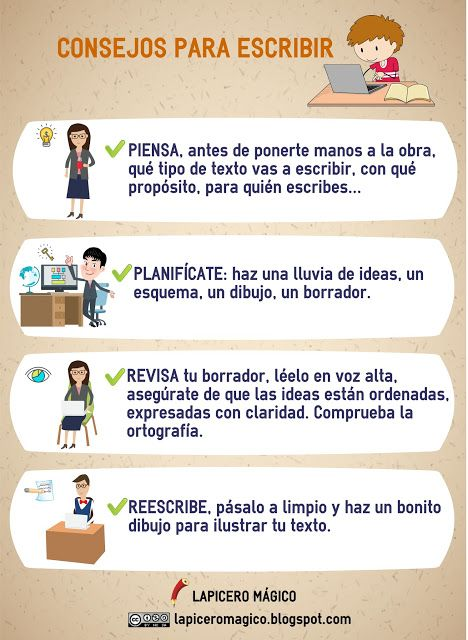 CONSEJOS PARA ESCRIBIR
PIENSA, antes de ponerte manos a la obra,
qué tipo de texto vas a escribir, con qué
propósito, para quién escribes...
PLANIFÍCATE: haz una lluvia de ideas, un
esquema, un dibujo, un borrador.
REVISA tu borrador, léelo en voz alta,
asegúrate de que las ideas están ordenadas,
expresadas con claridad. Comprueba la
ortografía.
REESCRIBE, pásalo a limpio y haz un bonito
dibujo para ilustrar tu texto.
LAPICERO MÁGICO
lapiceromagico.blogspot.com